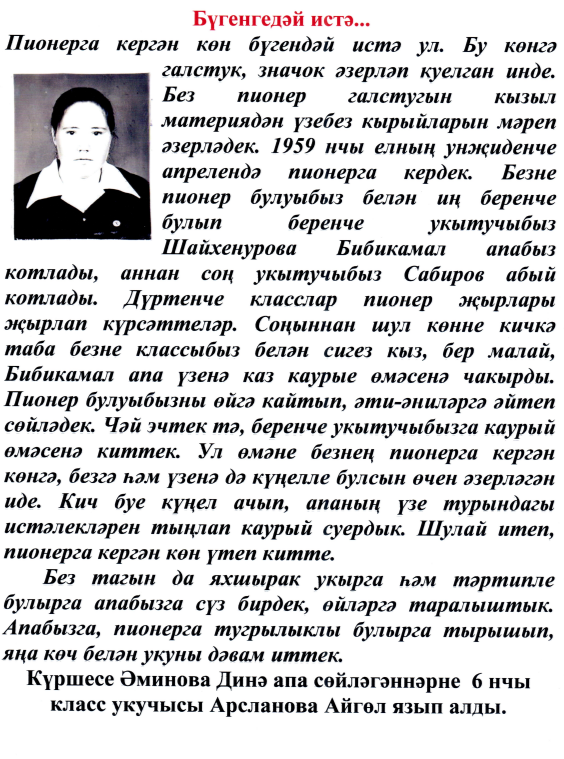 Бүгенгедәй истә...
Пионерга кергән көн бүгендәй истә ул. Бу көнгә
галстук, значок әзерләп куелган инде.
Без пионер галстугын кызыл
материядән үзебез кырыйларын мәреп
әзерләдек. 1959 нчы елның унҗиденче
апрелендә пионерга кердек. Безне
пионер булуыбыз белән иң беренче
булып беренче укытучыбыз
Шайхенурова Бибикамал апабыз
котлады, аннан соң укытучыбыз Сабиров абый
котлады. Дүртенче класслар пионер җырлары
җырлап күрсәттеләр. Соңыннан шул көнне кичкә
таба безне классыбыз белән сигез кыз, бер малай,
Бибикамал апа үзенә каз каурые өмәсенә чакырды.
Пионер булуыбызны өйгә кайтып, әти-әниләргә әйтеп
сөйләдек. Чәй эчтек тә, беренче укытучыбызга каурый
өмәсенә киттек. Ул өмәне безнең пионерга кергән
көнгә, безгә һәм үзенә дә күңелле булсын өчен әзерләгән
иде. Кич буе күңел ачып, апаның үзе турындагы
истәлекләрен тыңлап каурый суердык. Шулай итеп,
пионерга кергән көн үтеп китте.
Без тагын да яхшырак укырга һәм тәртипле
булырга апабызга сүз бирдек, өйләргә таралыштык.
Апабызга, пионерга тугрылыклы булырга тырышып,
яңа көч белән укуны дәвам иттек.
Күршесе Әминова Динә апа сөйләгәннәрне 6 нчы
класс укучысы Арсланова Айгөл язып алды.